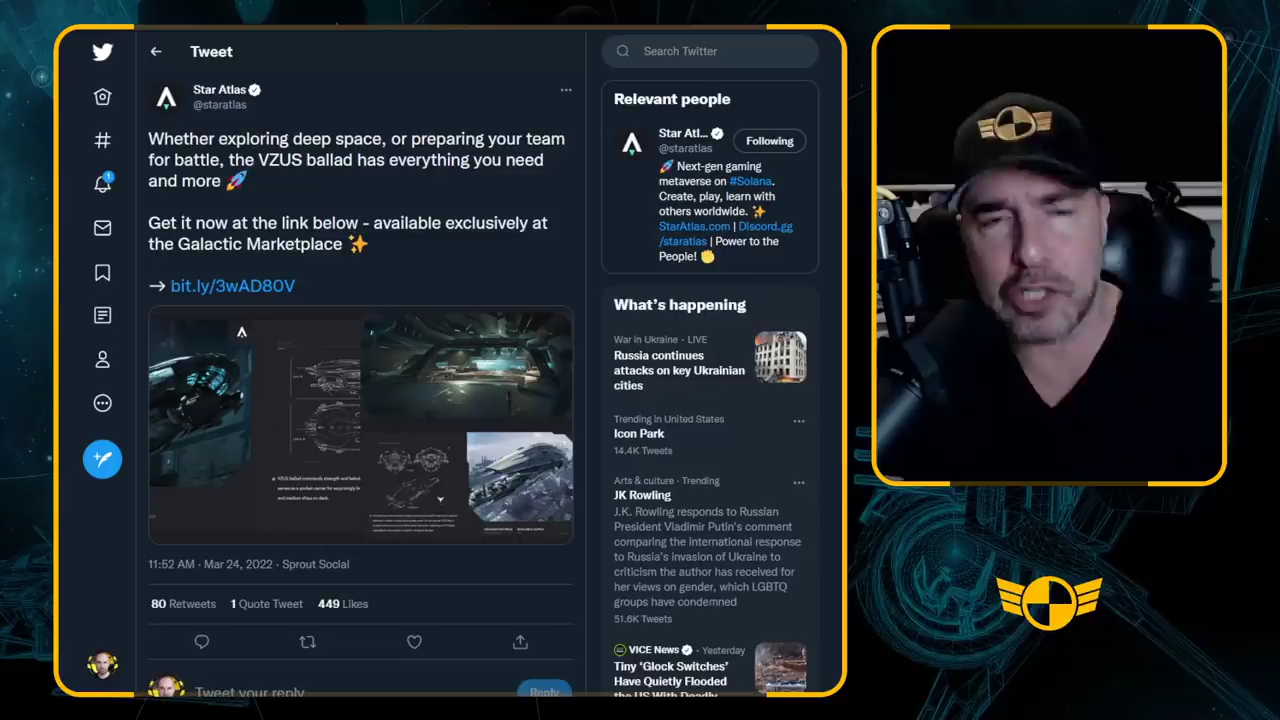 Tweet
Star Atlas
@staratlas
Whether exploring deep space, or preparing your team
for battle, the VZUS ballad has everything you need
and more 🚀
Get it now at the link below - available exclusively at
the Galactic Marketplace ✨
→ bit.ly/3wAD80V
11:52 AM · Mar 24, 2022 · Sprout Social
80 Retweets 1 Quote Tweet 449 Likes
Tweet your reply
Reply
Search Twitter
Relevant people
Star Atl...
@staratlas
Following
🚀 Next-gen gaming
metaverse on #Solana.
Create, play, learn with
others worldwide. ✨
StarAtlas.com | Discord.gg
/staratlas | Power to the
People! ✊
What's happening
War in Ukraine · LIVE
Russia continues
attacks on key Ukrainian
cities
Trending in United States
Icon Park
14.4K Tweets
Arts & culture · Trending
JK Rowling
J.K. Rowling responds to Russian
President Vladimir Putin's comment
comparing the international response
to Russia's invasion of Ukraine to
criticism the author has received for
her views on gender, which LGBTQ
groups have condemned
51.6K Tweets
VICE News · Yesterday
Tiny 'Glock Switches'
Have Quietly Flooded
the US With Deadly